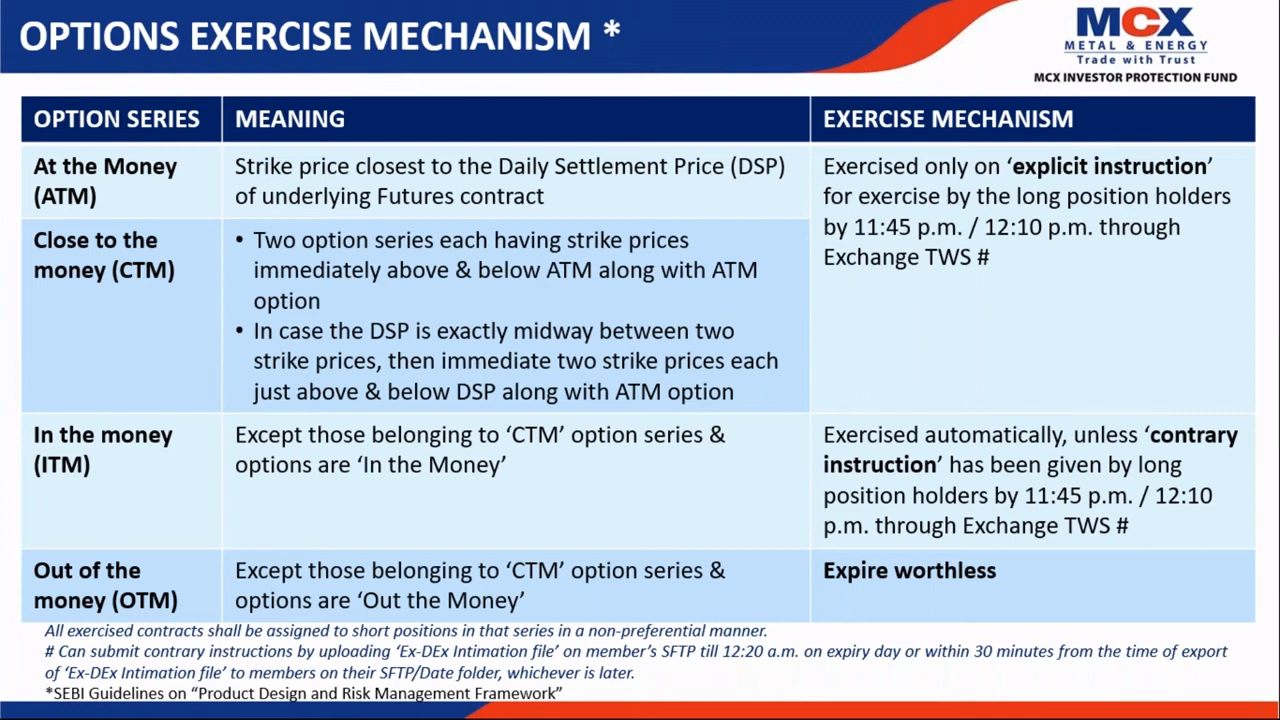 OPTIONS EXERCISE MECHANISM *
MCX
METAL & ENERGY
Trade with Trust
MCX INVESTOR PROTECTION FUND
OPTION SERIES
MEANING
EXERCISE MECHANISM
At the Money
(ATM)
Strike price closest to the Daily Settlement Price (DSP)
of underlying Futures contract
Exercised only on ‘explicit instruction’
for exercise by the long position holders
by 11:45 p.m. / 12:10 p.m. through
Exchange TWS #
Close to the
money (CTM)
• Two option series each having strike prices
immediately above & below ATM along with ATM
option
• In case the DSP is exactly midway between two
strike prices, then immediate two strike prices each
just above & below DSP along with ATM option
In the money
(ITM)
Except those belonging to ‘CTM’ option series &
options are ‘In the Money’
Exercised automatically, unless ‘contrary
instruction’ has been given by long
position holders by 11:45 p.m. / 12:10
p.m. through Exchange TWS #
Out of the
money (OTM)
Except those belonging to ‘CTM’ option series &
options are ‘Out the Money’
Expire worthless
All exercised contracts shall be assigned to short positions in that series in a non-preferential manner.
# Can submit contrary instructions by uploading ‘Ex-DEx Intimation file’ on member’s SFTP till 12:20 a.m. on expiry day or within 30 minutes from the time of export
of ‘Ex-DEx Intimation file’ to members on their SFTP/Date folder, whichever is later.
*SEBI Guidelines on “Product Design and Risk Management Framework”